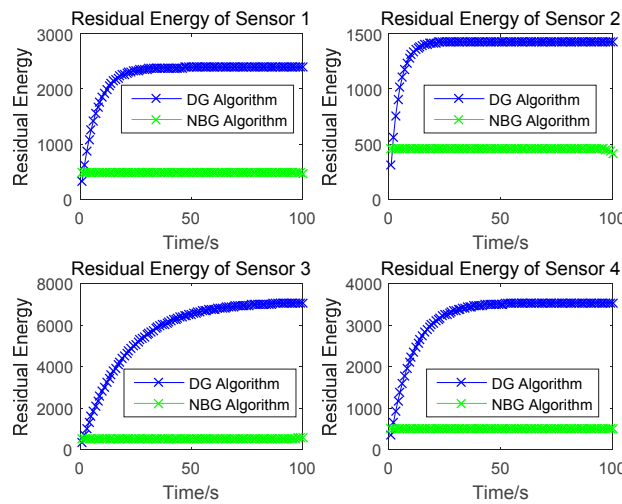 Residual Energy of Sensor 1
Residual Energy
3000
2000
1000
0
DG Algorithm
NBG Algorithm
0
50
100
Time/s
Residual Energy of Sensor 2
Residual Energy
1500
1000
500
0
DG Algorithm
NBG Algorithm
0
50
100
Time/s
Residual Energy of Sensor 3
Residual Energy
8000
6000
4000
2000
0
DG Algorithm
NBG Algorithm
0
50
100
Time/s
Residual Energy of Sensor 4
Residual Energy
4000
3000
2000
1000
0
DG Algorithm
NBG Algorithm
0
50
100
Time/s